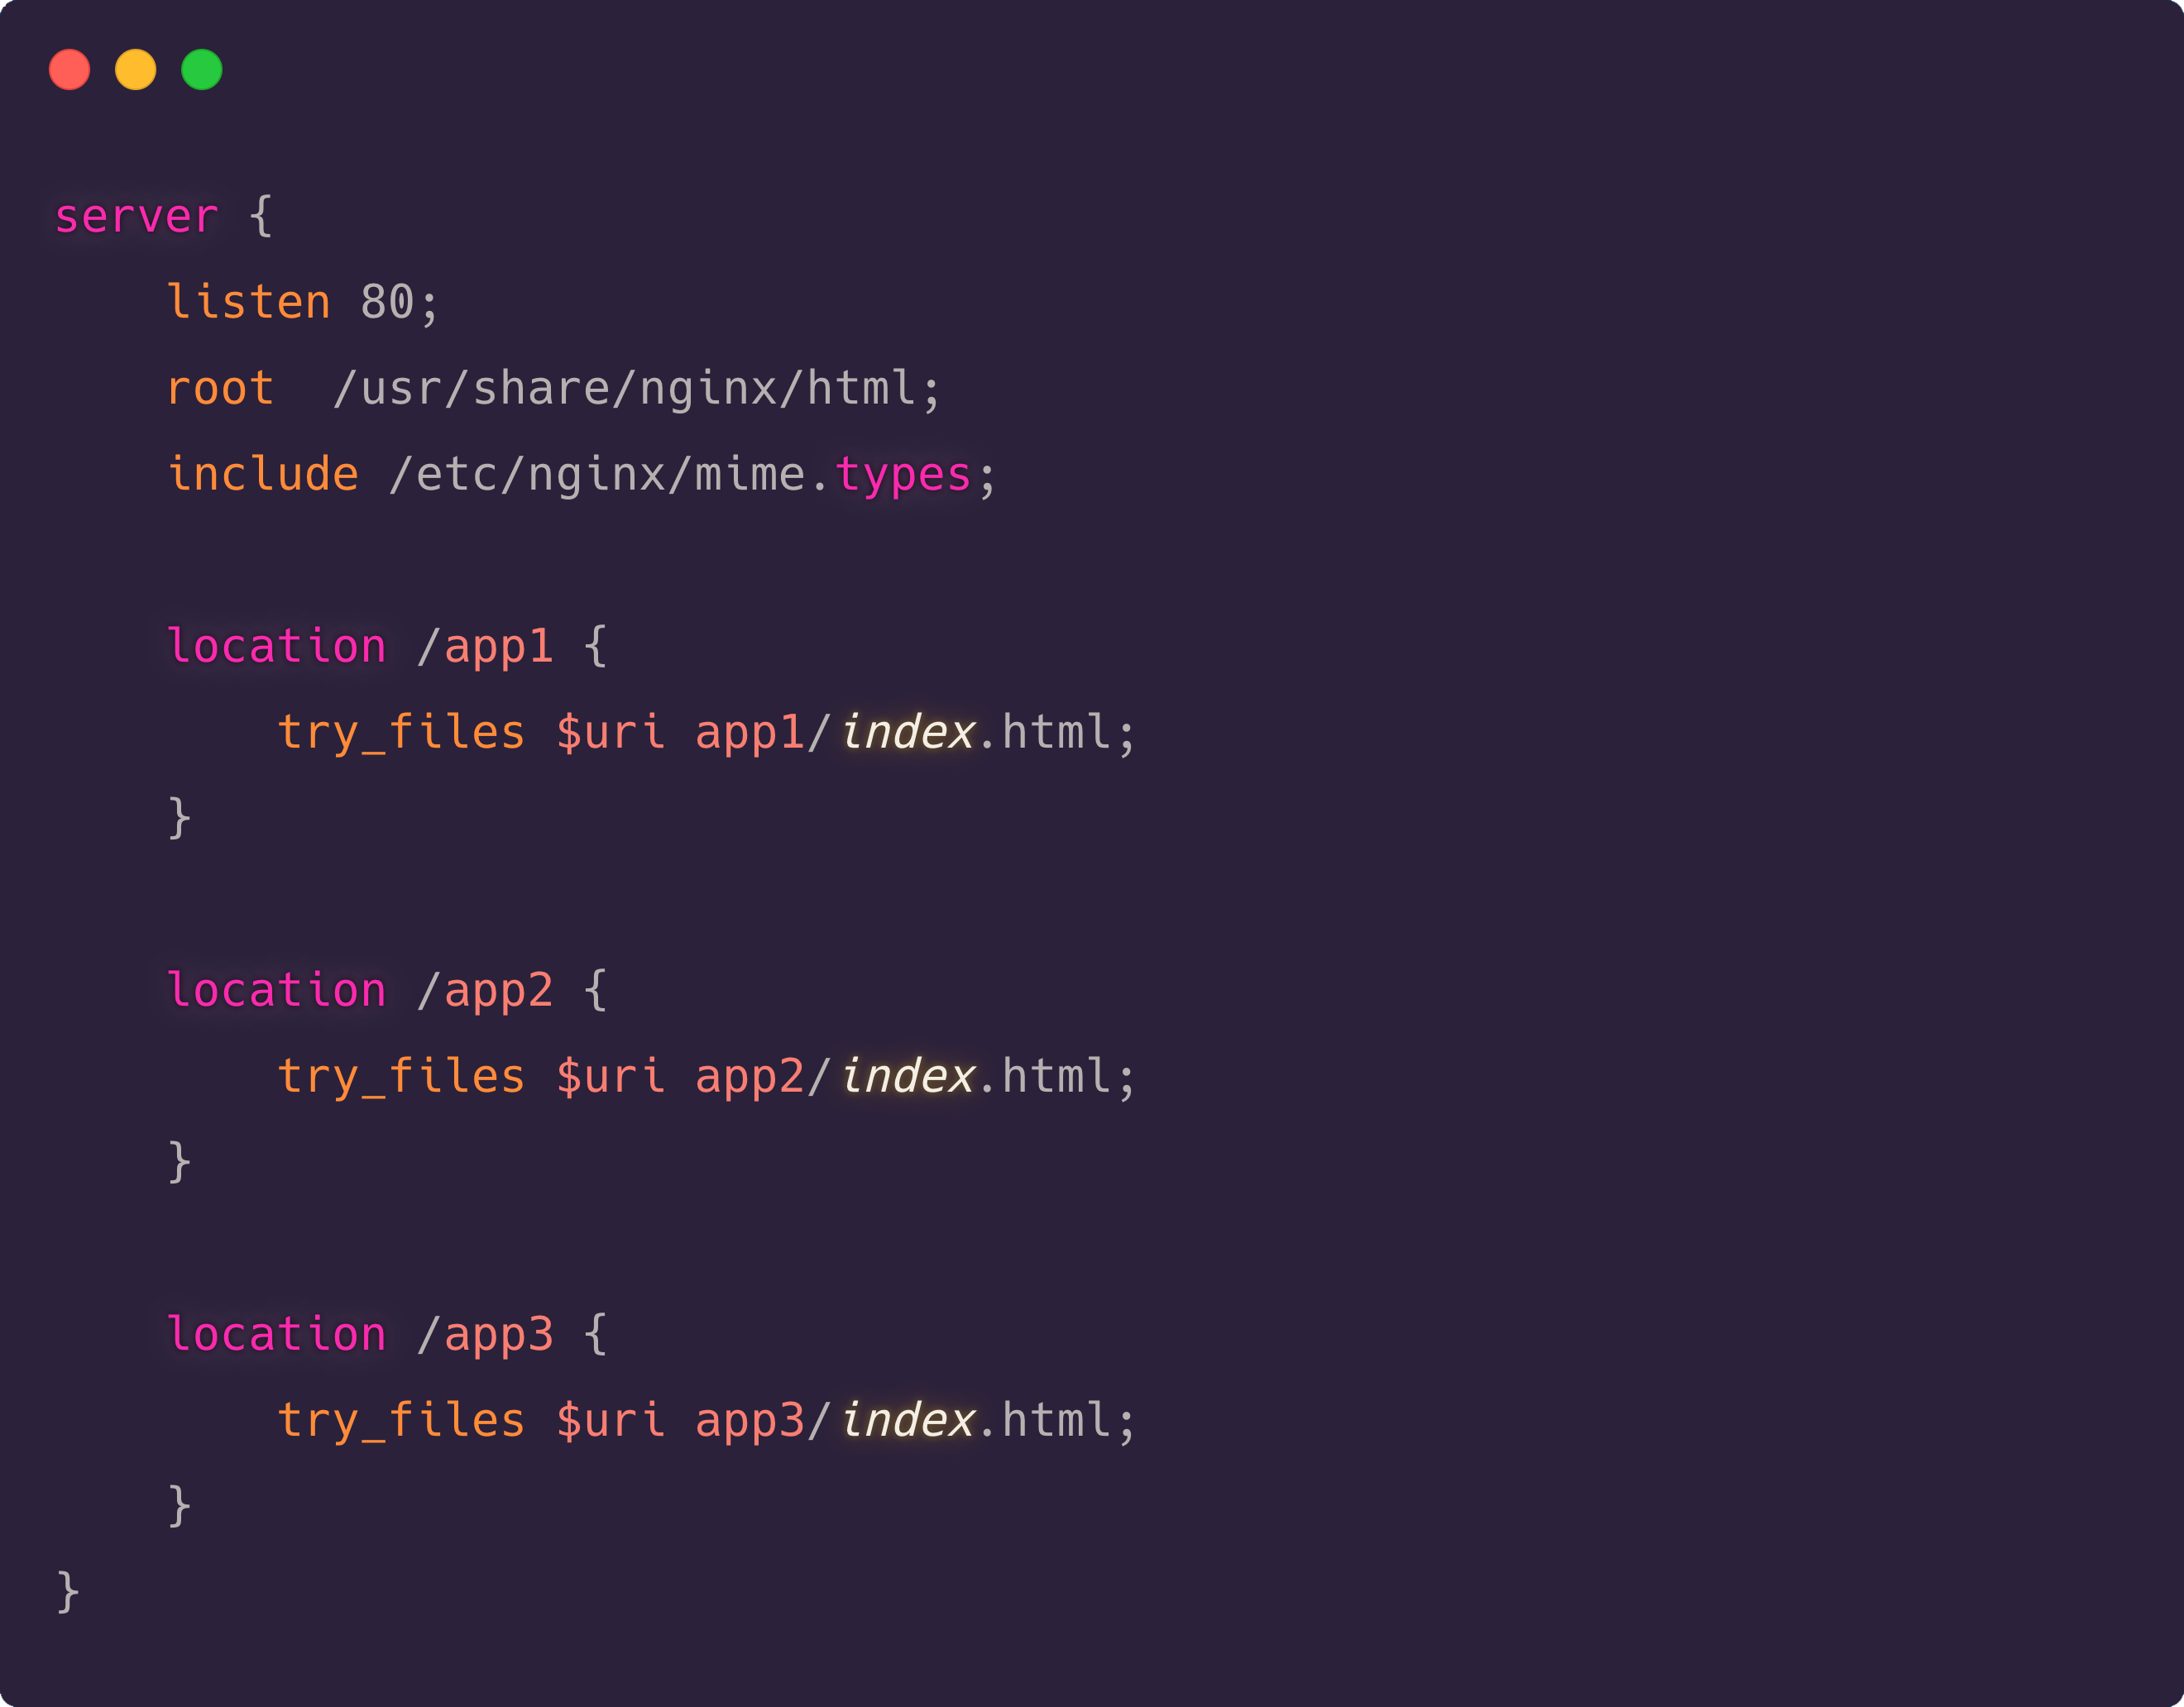 server {
    listen 80;
    root  /usr/share/nginx/html;
    include /etc/nginx/mime.types;

    location /app1 {
        try_files $uri app1/index.html;
    }

    location /app2 {
        try_files $uri app2/index.html;
    }

    location /app3 {
        try_files $uri app3/index.html;
    }
}